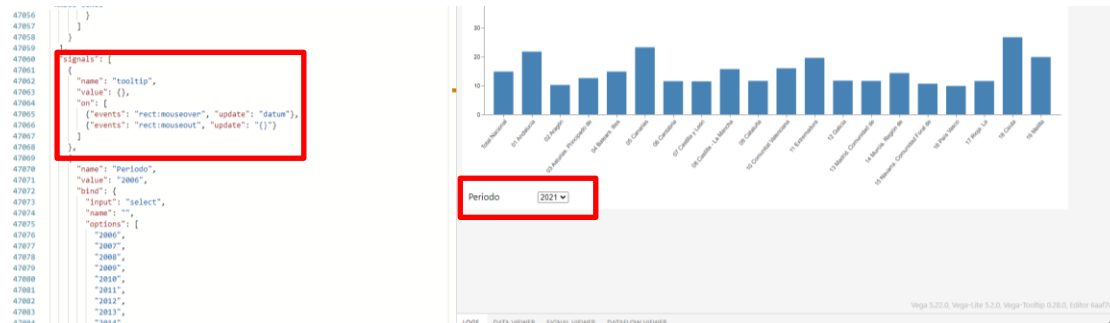 47056 }
47057 ]
47058 }
47059 ],
47060 "signals": [
47061 {
47062 "name": "tooltip",
47063 "value": {},
47064 "on": [
47065 {"events": "rect:mouseover", "update": "datum"},
47066 {"events": "rect:mouseout", "update": "{}"}
47067 ]
47068 },
47069 {
47070 "name": "Periodo",
47071 "value": "2006",
47072 "bind": {
47073 "input": "select",
47074 "name": "",
47075 "options": [
47076 "2006",
47077 "2007",
47078 "2008",
47079 "2009",
47080 "2010",
47081 "2011",
47082 "2012",
47083 "2013",
47084 "2014",
30
20
10
0
Total Nacional
01 Andalucía
02 Aragón
03 Asturias, Principado de
04 Balears, Illes
05 Canarias
06 Cantabria
07 Castilla y León
08 Castilla - La Mancha
09 Cataluña
10 Comunitat Valenciana
11 Extremadura
12 Galicia
13 Madrid, Comunidad de
14 Murcia, Región de
15 Navarra, Comunidad Foral de
16 País Vasco
17 Rioja, La
18 Ceuta
19 Melilla
Periodo 2021
Vega 5.22.0, Vega-Lite 5.2.0, Vega-Tooltip 0.28.0, Editor
LOGS DATA VIEWER SIGNAL VIEWER DATAFLOW VIEWER